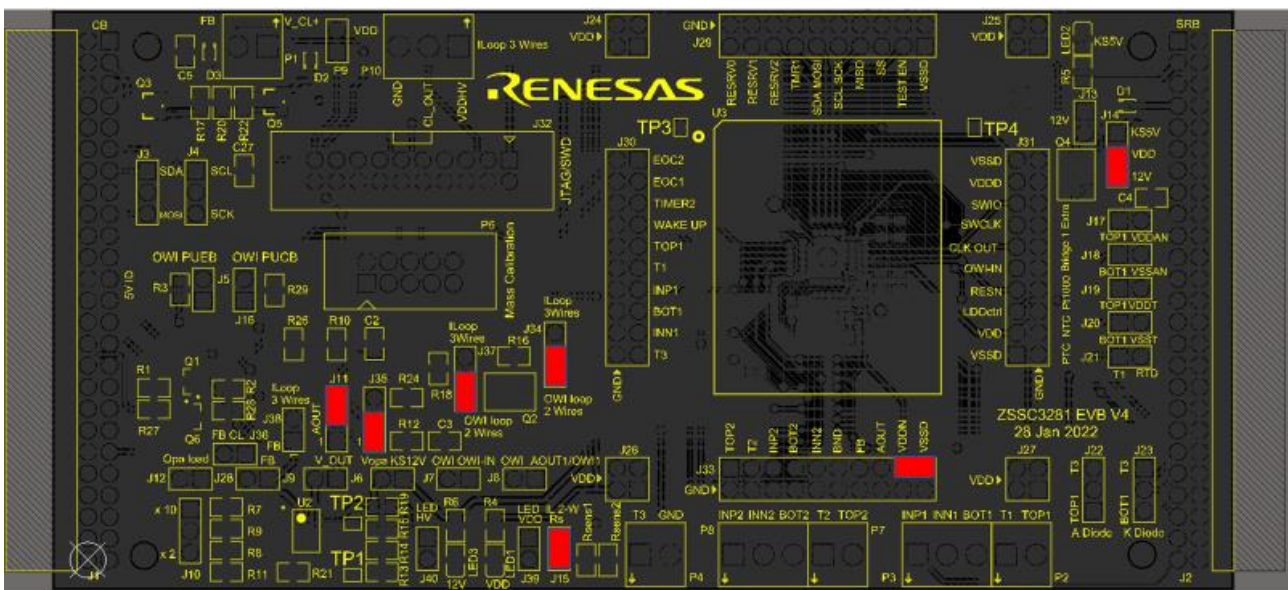 CB
FB
V_CL+
VDD
J24
VDD
GND
J29
J25
VDD
LED2
KS5V
SRB
C5
D3
P1
D2
P9
P10
ILoop 3 Wires
GND
CL_OUT
VDDHV
RENESAS
RESRV0
RESRV1
RESRV2
TMR1
SDA MOSI
SCL SCK
MISO
SS
TEST EN
VSSD
R5
J13
12V
D1
J14
KS5V
VDD
12V
Q3
R17
R20
R22
Q5
J32
JTAG/SWD
TP3
U3
TP4
Q4
C4
J3
SDA
MOSI
J4
SCL
SCK
C27
J30
EOC2
EOC1
TIMER2
WAKE UP
TOP1
T1
INP1
BOT1
INN1
T3
GND
J31
VSSD
VDDD
SWIO
SWCLK
CLK OUT
OWI-IN
RESN
LDOctrl
VDD
VSSD
GND
PTC NTC Pt1000 Bridge 1 Extra
J17
TOP1 VDDAN
J18
BOT1 VSSAN
J19
TOP1 VDDT
J20
BOT1 VSST
J21
T1 RTD
P6
Mass Calibration
5V IO
OWI PUEB
R3
J5
OWI PUCB
J16
R29
R26
R10
C2
ILoop
3Wires
J37
R18
OWI loop
2 Wires
R16
Q2
ILoop
3Wires
J34
OWI loop
2 Wires
R1
R27
Q1
Q6
R2
R25
ILoop
3 Wires
J38
FB
J11
AOUT
1
J35
1
R24
R12
C3
ZSSC3281 EVB V4
28 Jan 2022
FB CL J36
Opa load
J12
J28
FB
J9
V_OUT
J6
Vopa KS12V
J7
OWI OWI-IN
J8
OWI AOUT1/OWI1
J26
VDD
J33
GND
TOP2
T2
INP2
BOT2
INN2
BND
FB
AOUT
VDDN
VSSD
J27
VDD
J22
T3
TOP1
A Diode
J23
T3
BOT1
K Diode
x 10
x 2
J10
R7
R9
R8
R11
U2
R21
TP2
TP1
R19
R15
R14
R13
LED
HV
J40
R6
LED3
12V
R4
LED1
VDD
LED
VDD
J39
IL 2-W
Rs
J15
Rsens1
Rsens2
T3 GND
P4
P8
INP2 INN2 BOT2
T2 TOP2
P7
P3
INP1 INN1 BOT1
T1 TOP1
P2
J1
J2